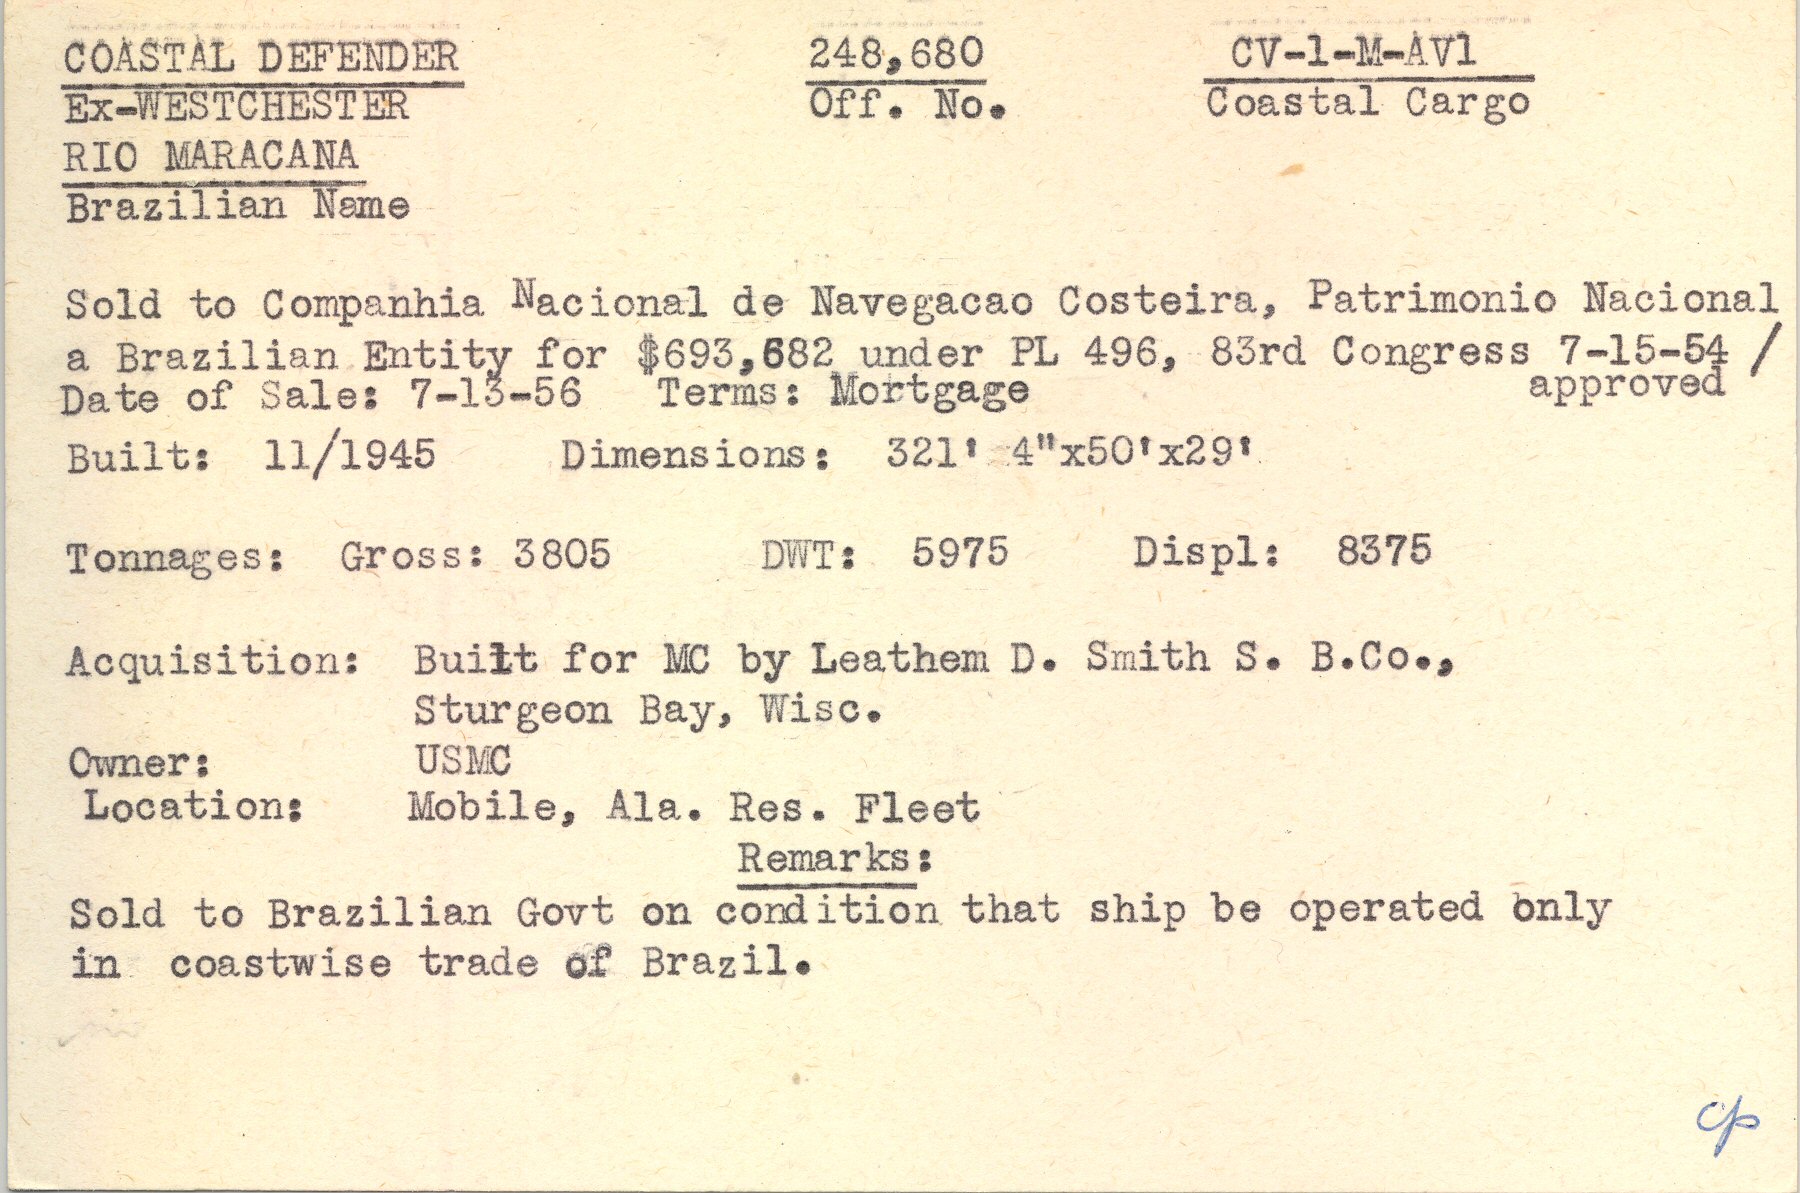 COASTAL DEFENDER 248,680 CV-1-M-AV1
Ex-WESTCHESTER Off. No. Coastal Cargo
RIO MARACANA
Brazilian Name
Sold to Companhia Nacional de Navegacao Costeira, Patrimonio Nacional
a Brazilian Entity for $693,682 under PL 496, 83rd Congress 7-15-54 /
Date of Sale: 7-13-56 Terms: Mortgage approved
Built: 11/1945 Dimensions: 321' 4"x50'x29'
Tonnages: Gross: 3805 DWT: 5975 Displ: 8375
Acquisition: Built for MC by Leathem D. Smith S. B.Co.,
Sturgeon Bay, Wisc.
Owner: USMC
Location: Mobile, Ala. Res. Fleet
Remarks:
Sold to Brazilian Govt on condition that ship be operated only
in coastwise trade of Brazil.
cp